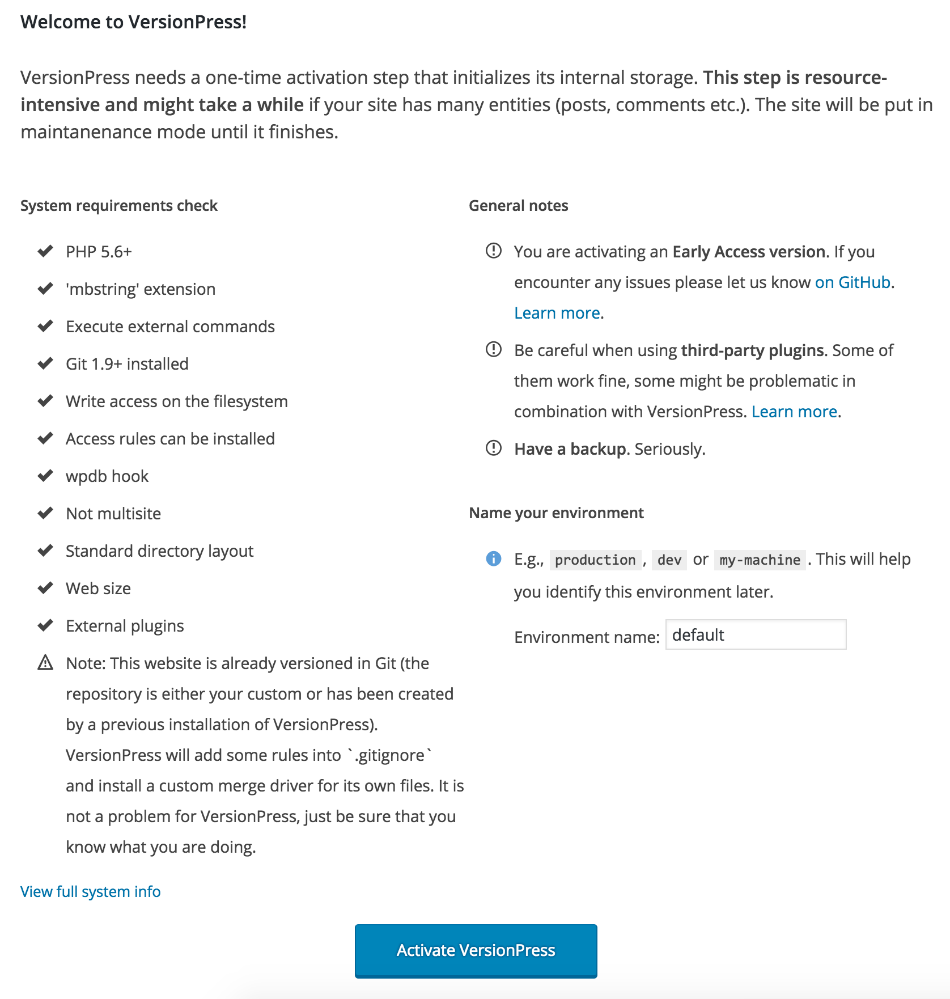 Welcome to VersionPress!
VersionPress needs a one-time activation step that initializes its internal storage. This step is resource-
intensive and might take a while if your site has many entities (posts, comments etc.). The site will be put in
maintanenance mode until it finishes.
System requirements check
PHP 5.6+
'mbstring' extension
Execute external commands
Git 1.9+ installed
Write access on the filesystem
Access rules can be installed
wpdb hook
Not multisite
Standard directory layout
Web size
External plugins
Note: This website is already versioned in Git (the
repository is either your custom or has been created
by a previous installation of VersionPress).
VersionPress will add some rules into `.gitignore`
and install a custom merge driver for its own files. It is
not a problem for VersionPress, just be sure that you
know what you are doing.
View full system info
General notes
You are activating an Early Access version. If you
encounter any issues please let us know on GitHub.
Learn more.
Be careful when using third-party plugins. Some of
them work fine, some might be problematic in
combination with VersionPress. Learn more.
Have a backup. Seriously.
Name your environment
E.g., production, dev or my-machine. This will help
you identify this environment later.
Environment name: default
Activate VersionPress